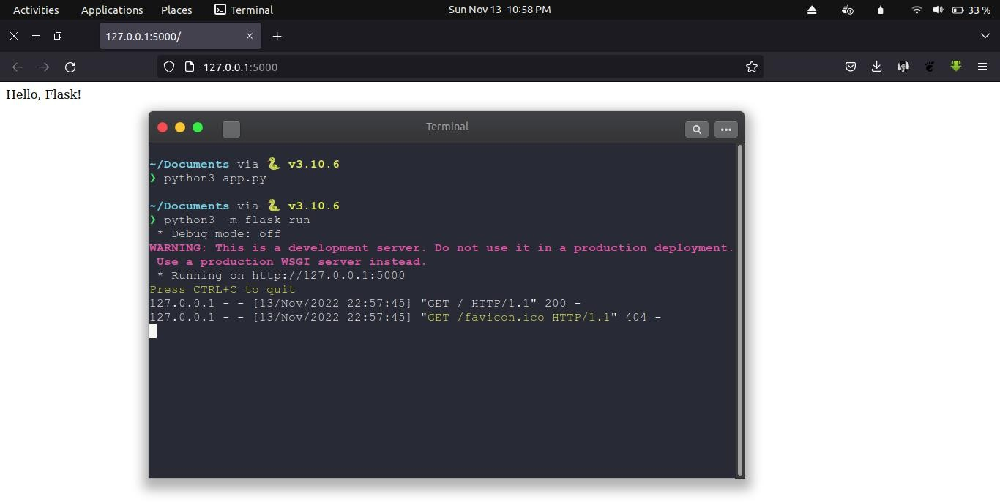 Activities Applications Places Terminal Sun Nov 13 10:58 PM 33 %
127.0.0.1:5000/
127.0.0.1:5000
Hello, Flask!
Terminal
~/Documents via 🐍 v3.10.6
❯ python3 app.py
~/Documents via 🐍 v3.10.6
❯ python3 -m flask run
* Debug mode: off
WARNING: This is a development server. Do not use it in a production deployment.
Use a production WSGI server instead.
* Running on http://127.0.0.1:5000
Press CTRL+C to quit
127.0.0.1 - - [13/Nov/2022 22:57:45] "GET / HTTP/1.1" 200 -
127.0.0.1 - - [13/Nov/2022 22:57:45] "GET /favicon.ico HTTP/1.1" 404 -